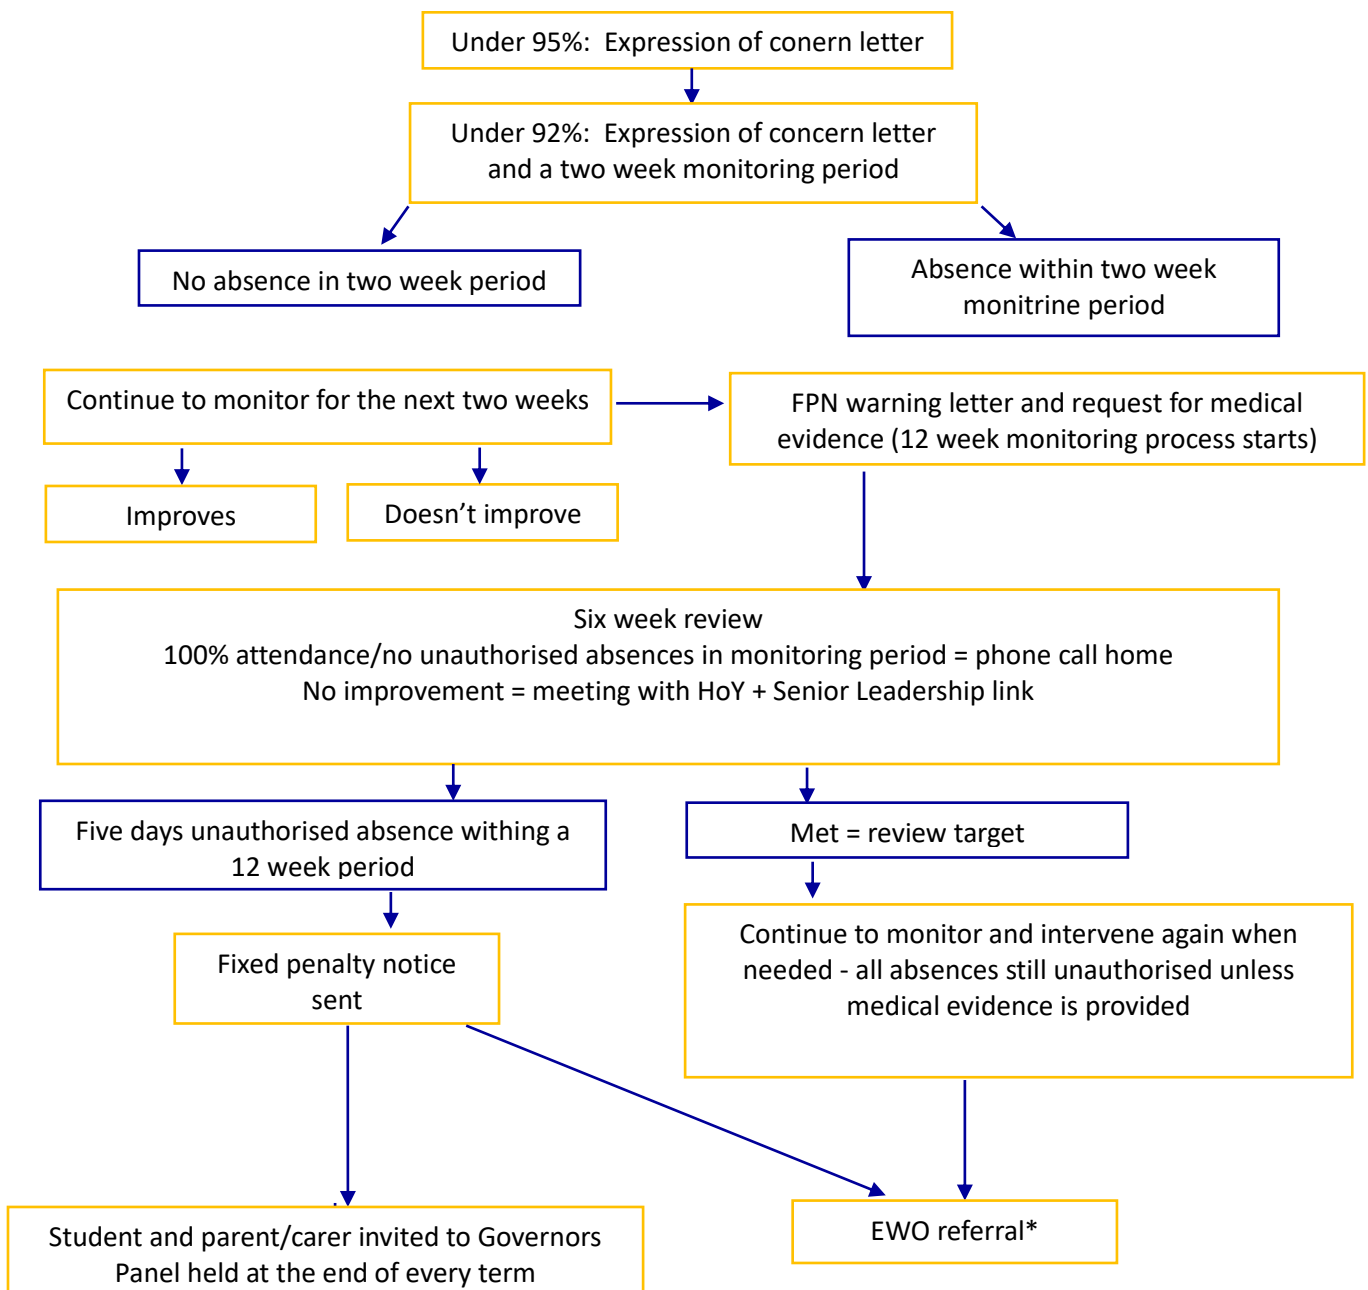 Under 95%:  Expression of conern letter
Under 92%:  Expression of concern letter
and a two week monitoring period
No absence in two week period
Absence within two week
monitrine period
Continue to monitor for the next two weeks
FPN warning letter and request for medical
evidence (12 week monitoring process starts)
Improves
Doesn’t improve
Six week review
100% attendance/no unauthorised absences in monitoring period = phone call home
No improvement = meeting with HoY + Senior Leadership link
Five days unauthorised absence withing a
12 week period
Met = review target
Fixed penalty notice
sent
Continue to monitor and intervene again when
needed - all absences still unauthorised unless
medical evidence is provided
Student and parent/carer invited to Governors
Panel held at the end of every term
EWO referral*